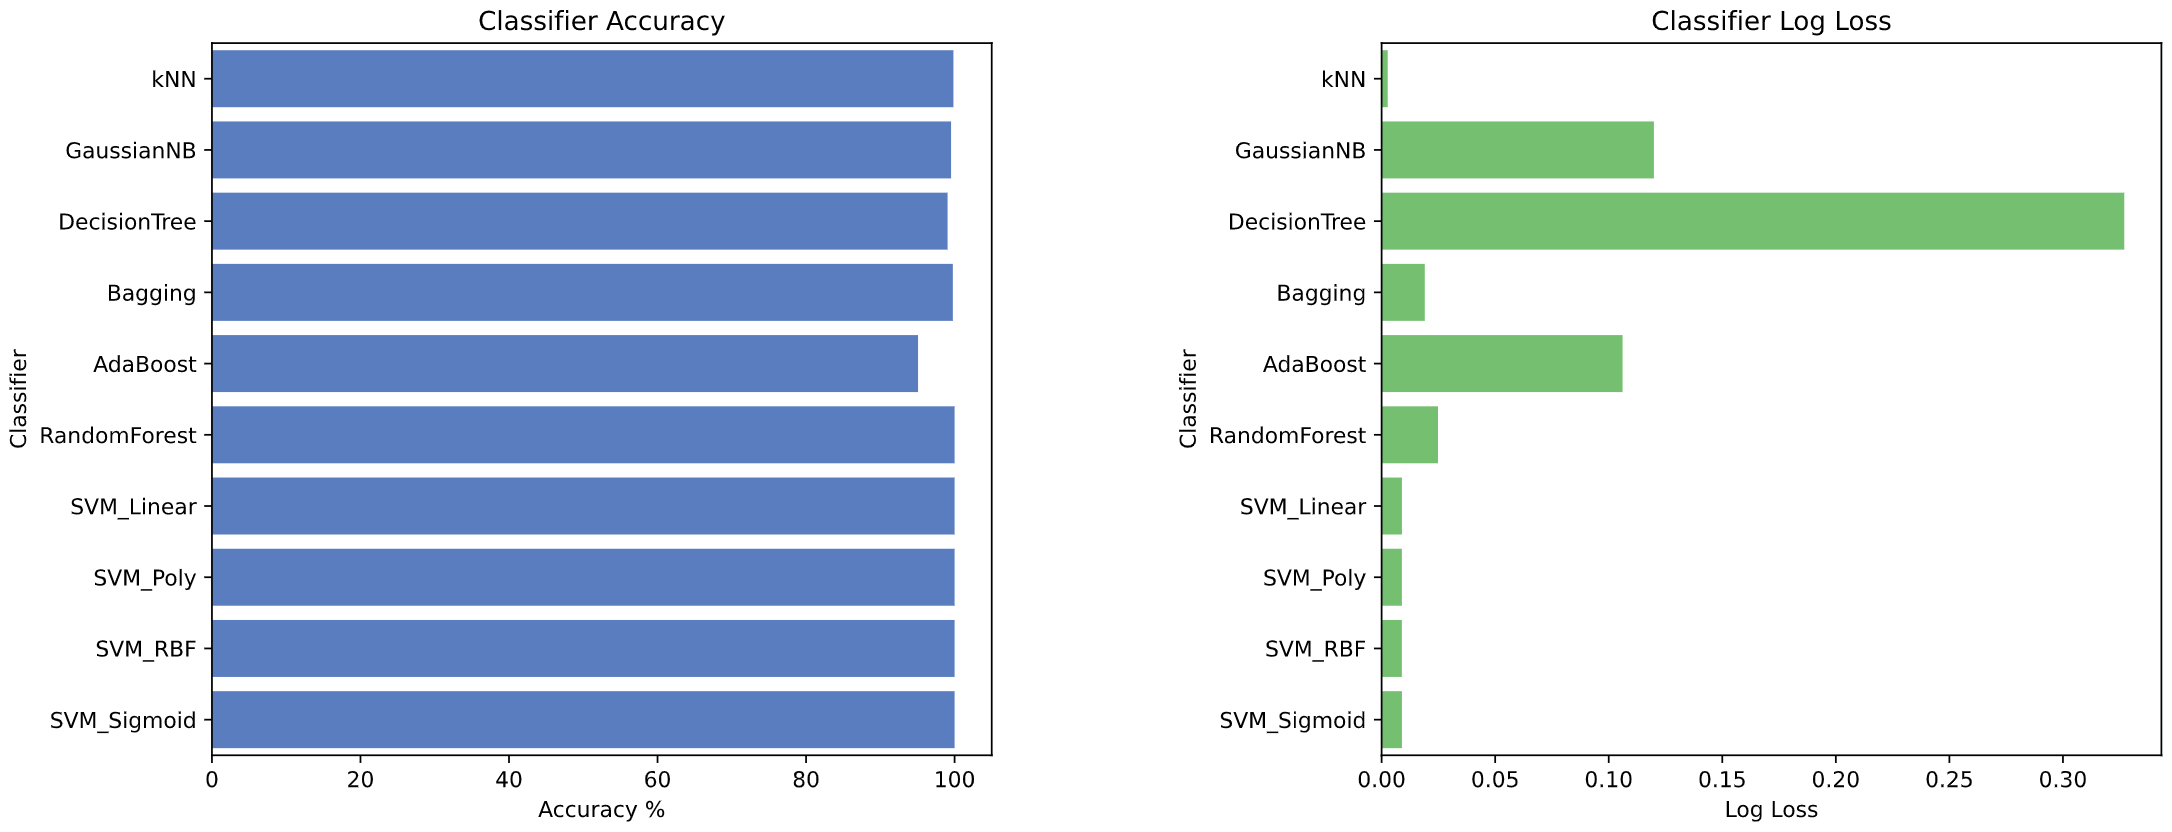 Classifier Accuracy
kNN
GaussianNB
DecisionTree
Bagging
AdaBoost
RandomForest
SVM_Linear
SVM_Poly
SVM_RBF
SVM_Sigmoid
Classifier
0 20 40 60 80 100
Accuracy %
Classifier Log Loss
kNN
GaussianNB
DecisionTree
Bagging
AdaBoost
RandomForest
SVM_Linear
SVM_Poly
SVM_RBF
SVM_Sigmoid
Classifier
0.00 0.05 0.10 0.15 0.20 0.25 0.30
Log Loss